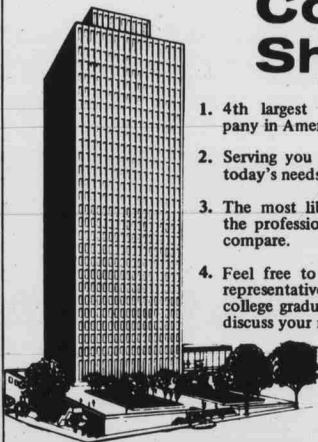 Co
Sh
1. 4th largest
pany in Amer
2. Serving you
today's needs
3. The most lib
the professio
compare.
4. Feel free to
representative
college gradu
discuss your